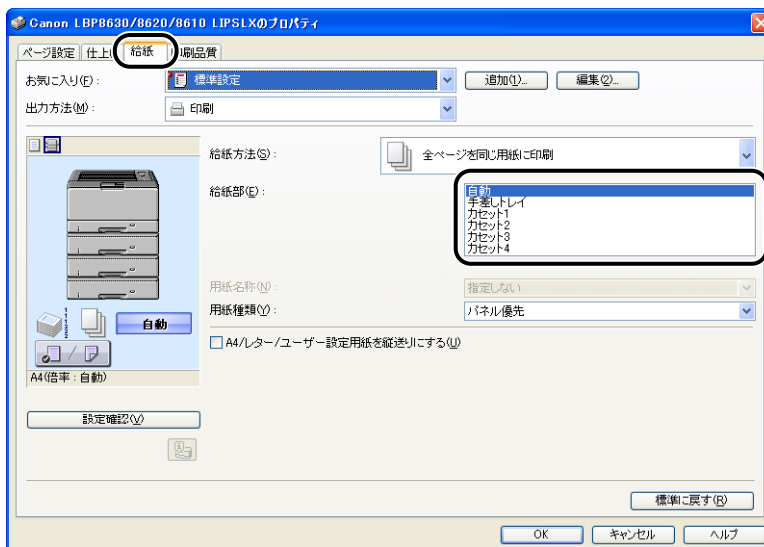 Canon LBP8630/8620/8610 LIPSLXのプロパティ
ページ設定 仕上げ 給紙 印刷品質
お気に入り(F): 標準設定 追加(1)... 編集(2)...
出力方法(M): 印刷
給紙方法(S): 全ページを同じ用紙に印刷
給紙部(E): 自動
手差しトレイ
カセット1
カセット2
カセット3
カセット4
用紙名称(N): 指定しない
用紙種類(Y): パネル優先
自動
A4/レター/ユーザー設定用紙を縦送りにする(U)
A4(倍率:自動)
設定確認(V)
標準に戻す(R)
OK キャンセル ヘルプ